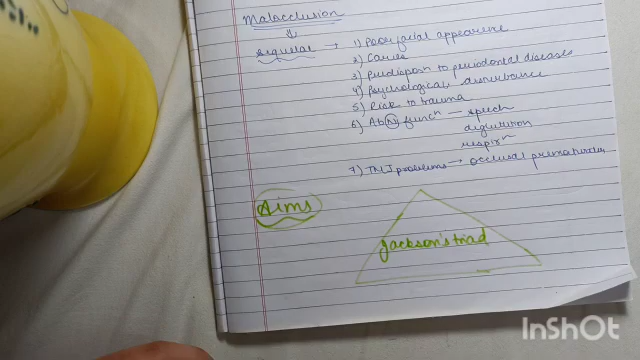 Malocclusion
⇓
sequelae → 1) Poor facial appearance
2) Caries
3) Predisposn to periodontal diseases
4) Psychological disturbance
5) Risk to trauma
6) Ab(N) funcn — speech
deglutition
respirn
7) TMJ problems → occlusal prematurities
Aims
Jackson's triad
InShOt